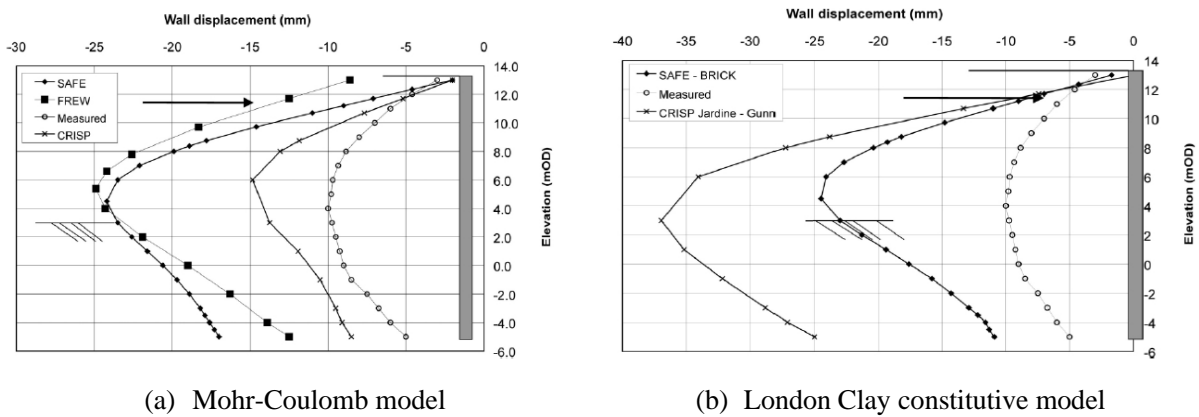 Wall displacement (mm)
-30 -25 -20 -15 -10 -5 0
SAFE
FREW
Measured
CRISP
14.0
12.0
10.0
8.0
6.0
4.0
2.0
0.0
-2.0
-4.0
-6.0
Elevation (mOD)
(a) Mohr-Coulomb model
Wall displacement (mm)
-40 -35 -30 -25 -20 -15 -10 -5 0
SAFE - BRICK
Measured
CRISP Jardine - Gunn
14
12
10
8
6
4
2
0
-2
-4
-6
Elevation (mOD)
(b) London Clay constitutive model